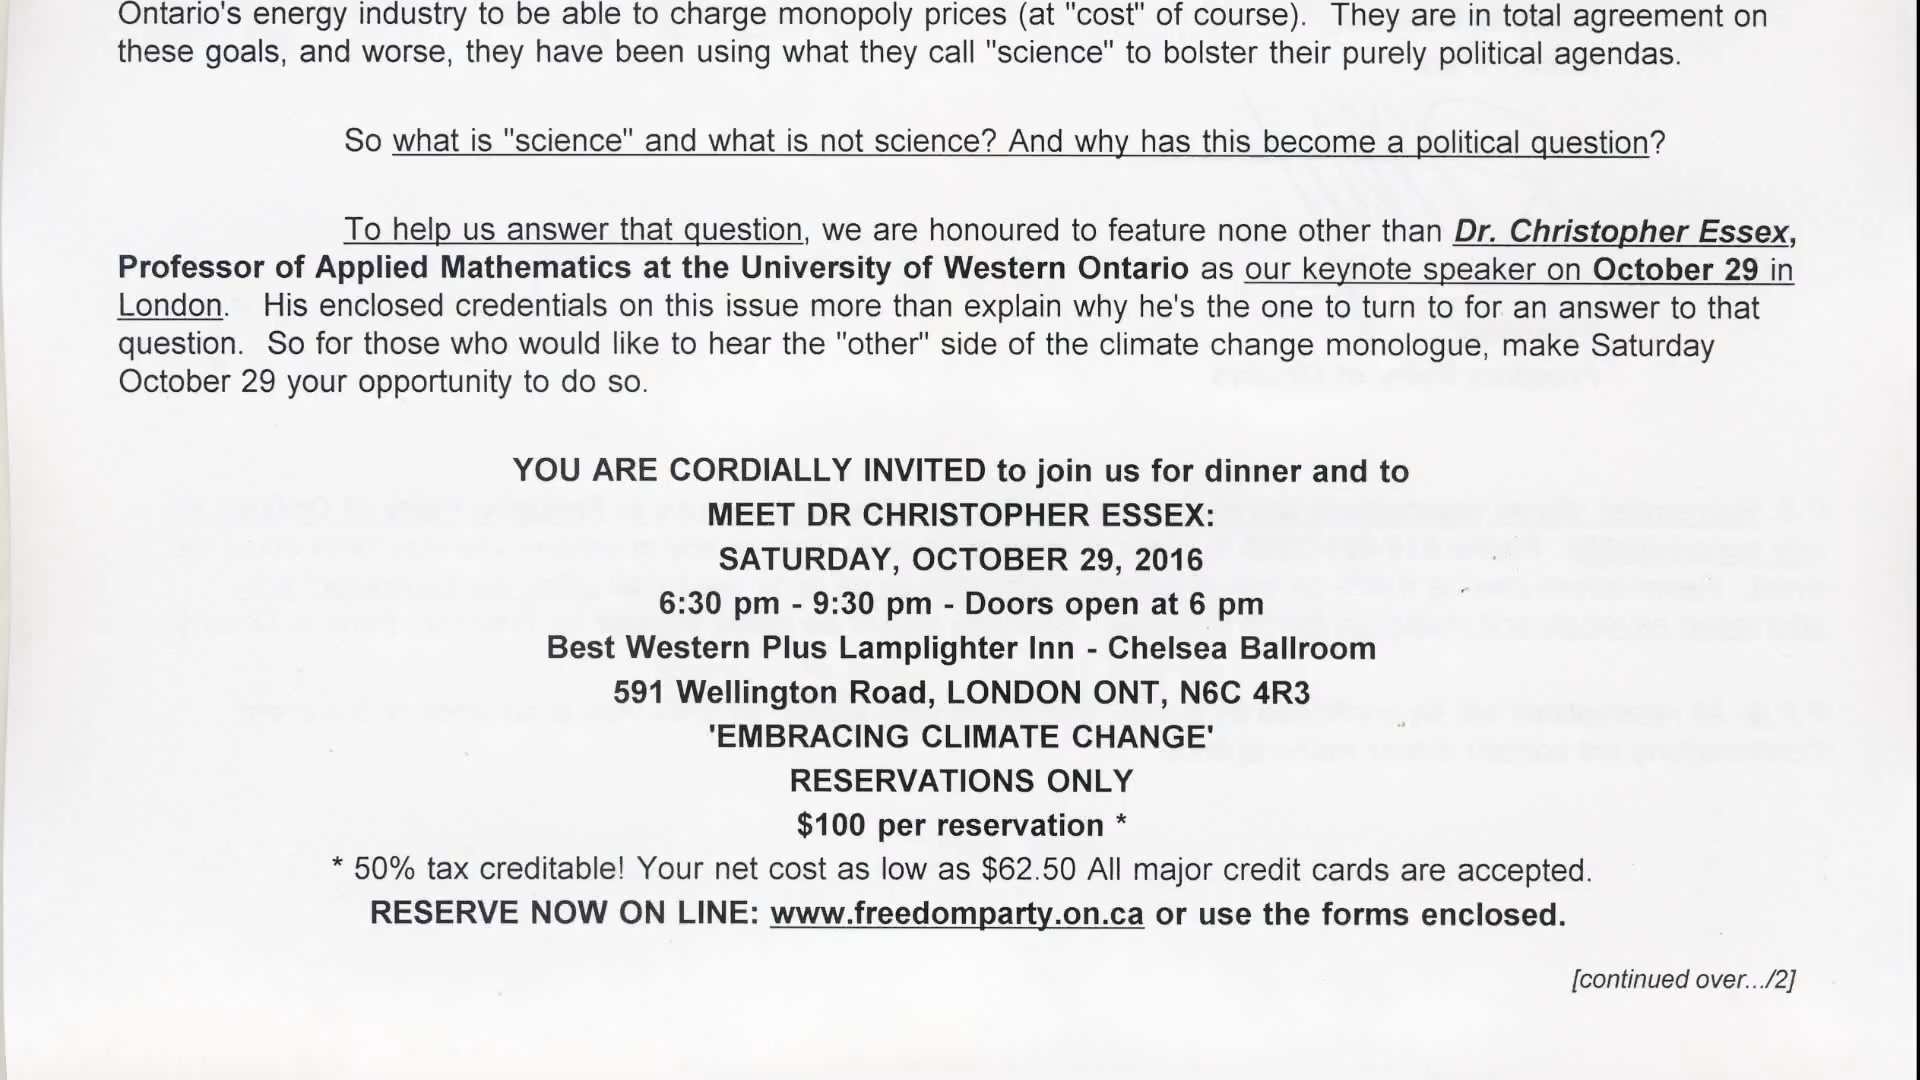 Ontario's energy industry to be able to charge monopoly prices (at "cost" of course). They are in total agreement on
these goals, and worse, they have been using what they call "science" to bolster their purely political agendas.
So what is "science" and what is not science? And why has this become a political question?
To help us answer that question, we are honoured to feature none other than Dr. Christopher Essex,
Professor of Applied Mathematics at the University of Western Ontario as our keynote speaker on October 29 in
London. His enclosed credentials on this issue more than explain why he's the one to turn to for an answer to that
question. So for those who would like to hear the "other" side of the climate change monologue, make Saturday
October 29 your opportunity to do so.
YOU ARE CORDIALLY INVITED to join us for dinner and to
MEET DR CHRISTOPHER ESSEX:
SATURDAY, OCTOBER 29, 2016
6:30 pm - 9:30 pm - Doors open at 6 pm
Best Western Plus Lamplighter Inn - Chelsea Ballroom
591 Wellington Road, LONDON ONT, N6C 4R3
'EMBRACING CLIMATE CHANGE'
RESERVATIONS ONLY
$100 per reservation *
* 50% tax creditable! Your net cost as low as $62.50 All major credit cards are accepted.
RESERVE NOW ON LINE: www.freedomparty.on.ca or use the forms enclosed.
[continued over.../2]